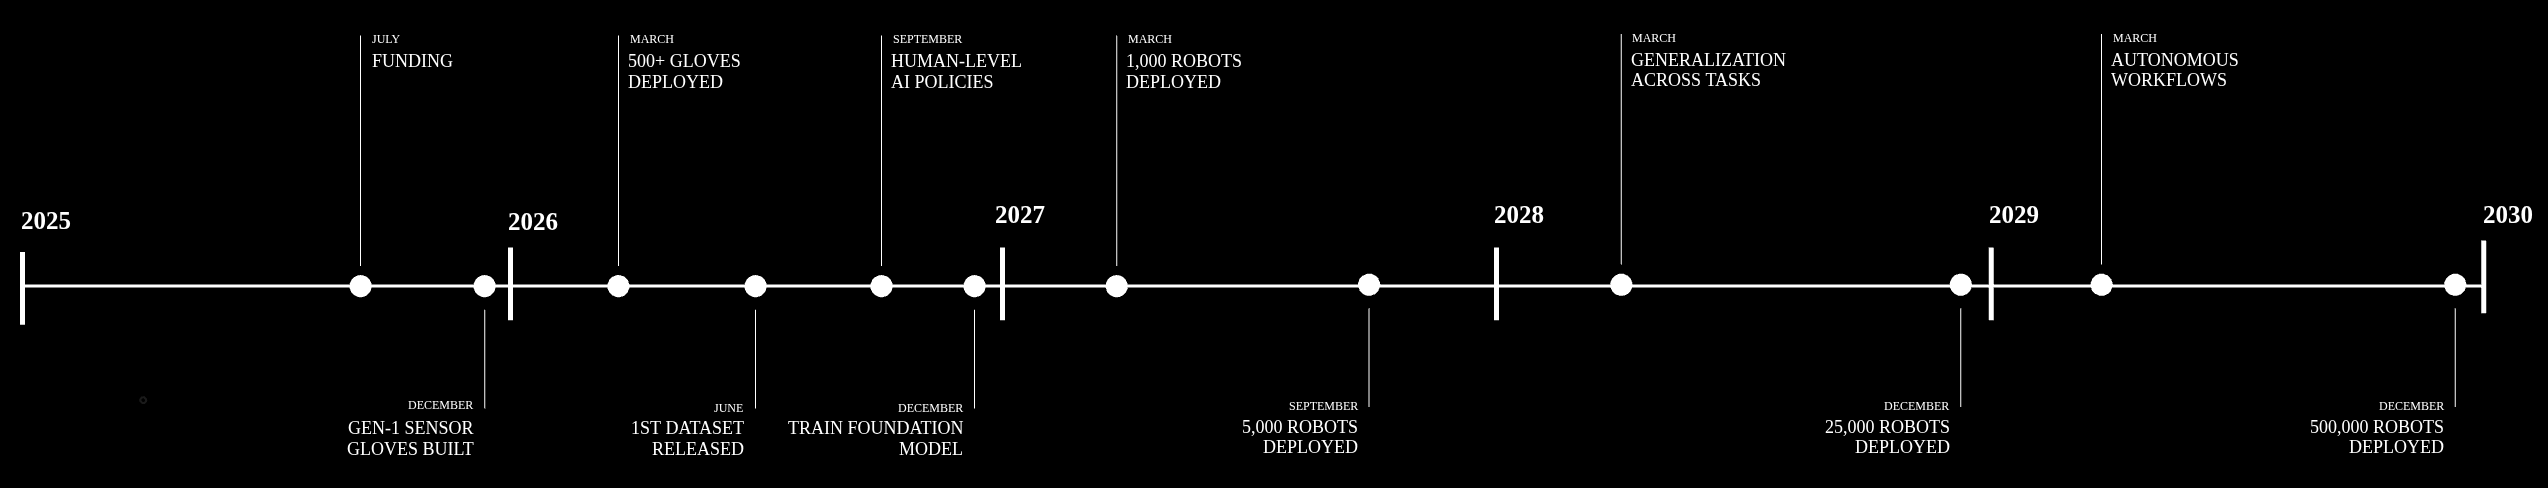 JULY
FUNDING
MARCH
500+ GLOVES
DEPLOYED
SEPTEMBER
HUMAN-LEVEL
AI POLICIES
MARCH
1,000 ROBOTS
DEPLOYED
MARCH
GENERALIZATION
ACROSS TASKS
MARCH
AUTONOMOUS
WORKFLOWS
2025
2026
2027
2028
2029
2030
DECEMBER
GEN-1 SENSOR
GLOVES BUILT
JUNE
1ST DATASET
RELEASED
DECEMBER
TRAIN FOUNDATION
MODEL
SEPTEMBER
5,000 ROBOTS
DEPLOYED
DECEMBER
25,000 ROBOTS
DEPLOYED
DECEMBER
500,000 ROBOTS
DEPLOYED